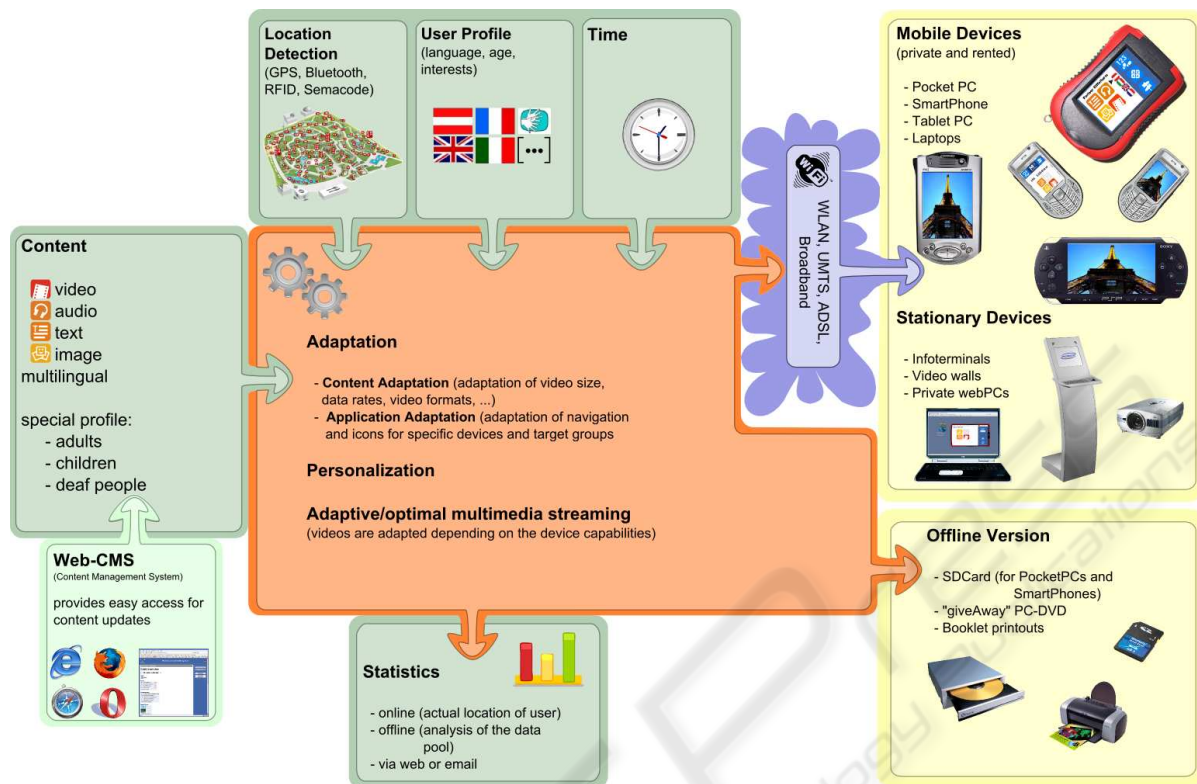 Location
Detection
(GPS, Bluetooth,
RFID, Semacode)
User Profile
(language, age,
interests)
[•••]
Time
Content
video
audio
text
image
multilingual
special profile:
- adults
- children
- deaf people
Web-CMS
(Content Management System)
provides easy access for
content updates
Adaptation
- Content Adaptation (adaptation of video size,
data rates, video formats, ...)
- Application Adaptation (adaptation of navigation
and icons for specific devices and target groups
Personalization
Adaptive/optimal multimedia streaming
(videos are adapted depending on the device capabilities)
Statistics
- online (actual location of user)
- offline (analysis of the data
pool)
- via web or email
Wi Fi
WLAN, UMTS, ADSL,
Broadband
Mobile Devices
(private and rented)
- Pocket PC
- SmartPhone
- Tablet PC
- Laptops
Stationary Devices
- Infoterminals
- Video walls
- Private webPCs
Offline Version
- SDCard (for PocketPCs and
SmartPhones)
- "giveAway" PC-DVD
- Booklet printouts